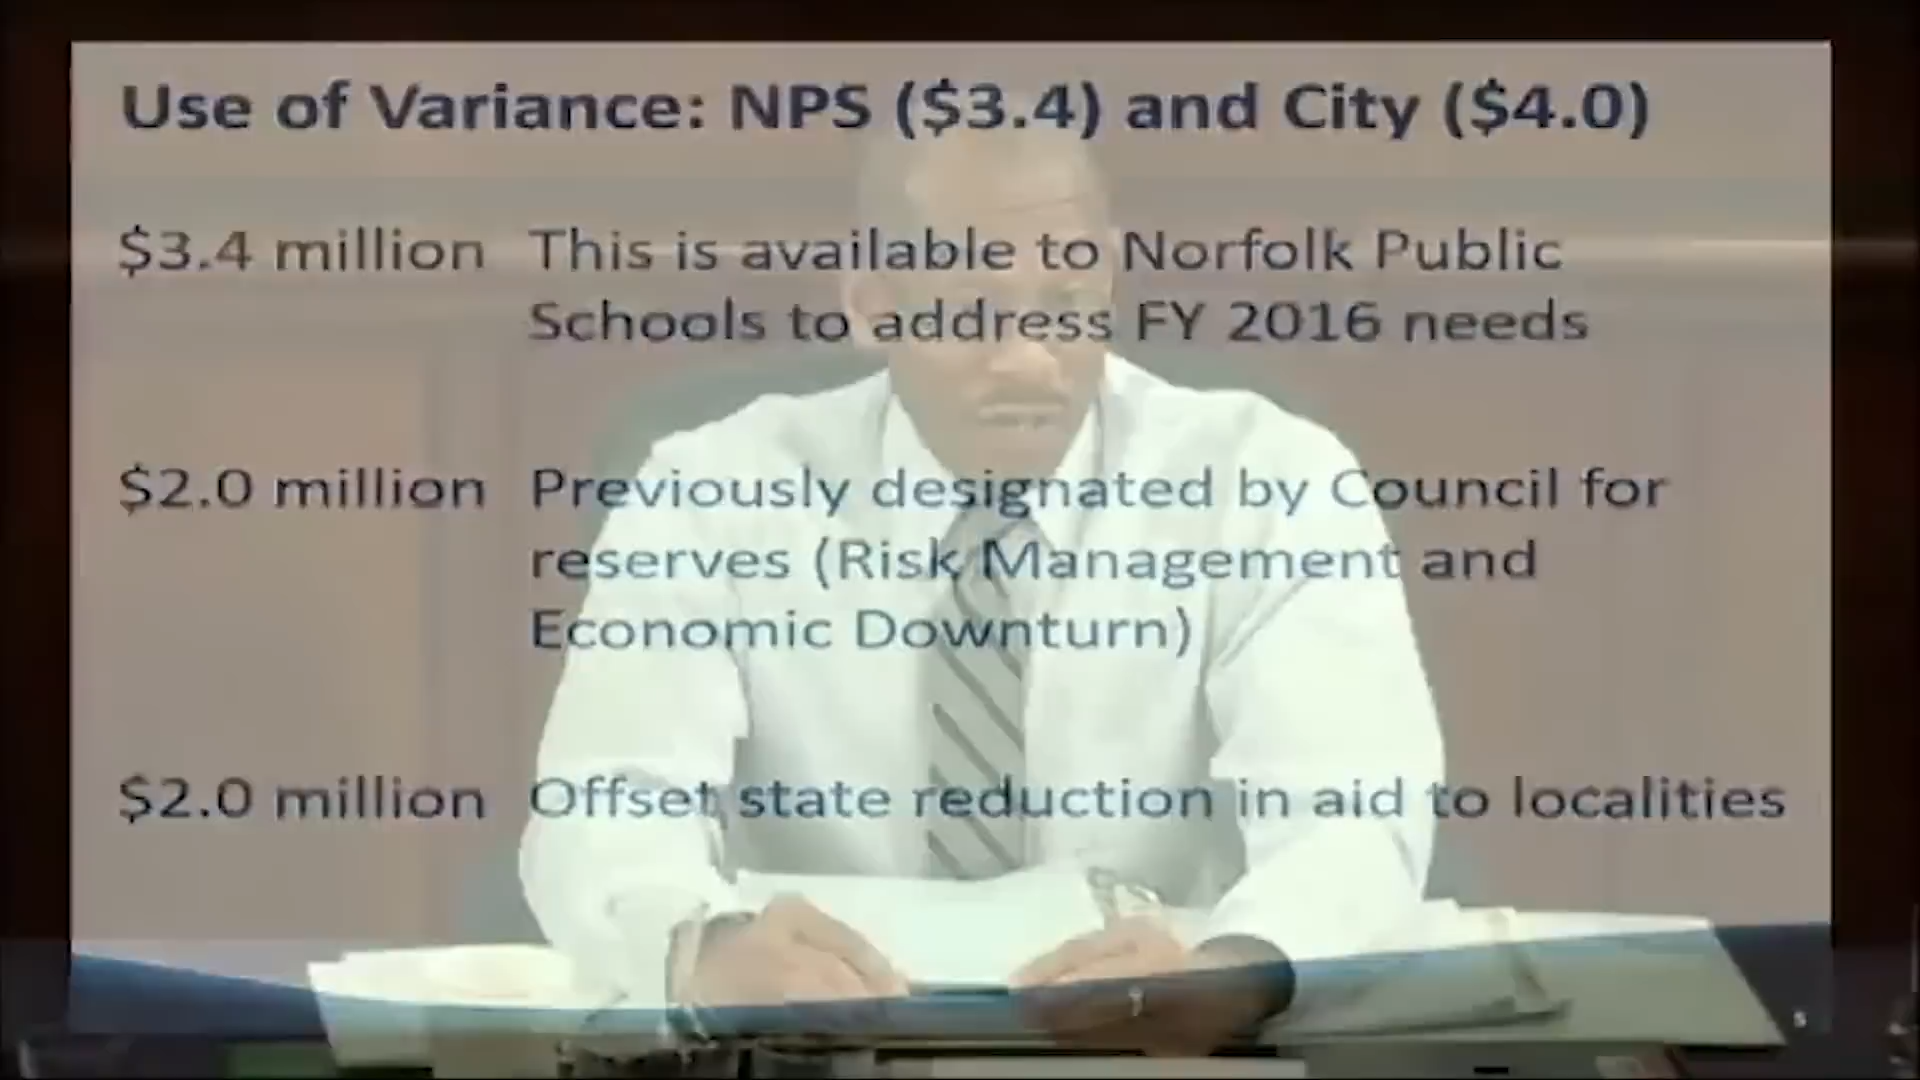 Use of Variance: NPS ($3.4) and City ($4.0)
$3.4 million This is available to Norfolk Public
Schools to address FY 2016 needs
$2.0 million Previously designated by Council for
reserves (Risk Management and
Economic Downturn)
$2.0 million Offset state reduction in aid to localities